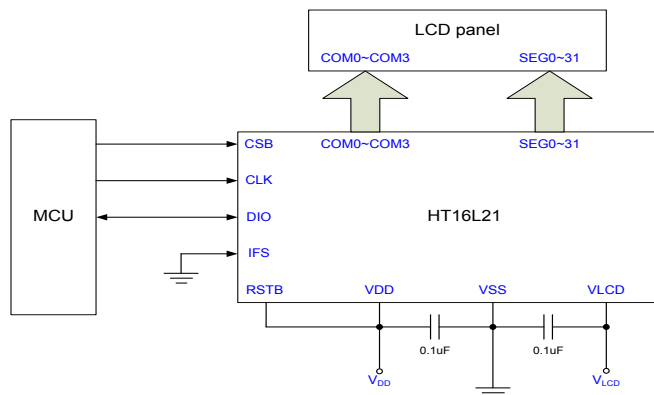 LCD panel
COM0~COM3 SEG0~31
CSB COM0~COM3 SEG0~31
CLK
MCU DIO HT16L21
IFS
RSTB VDD VSS VLCD
0.1uF 0.1uF
VDD VLCD